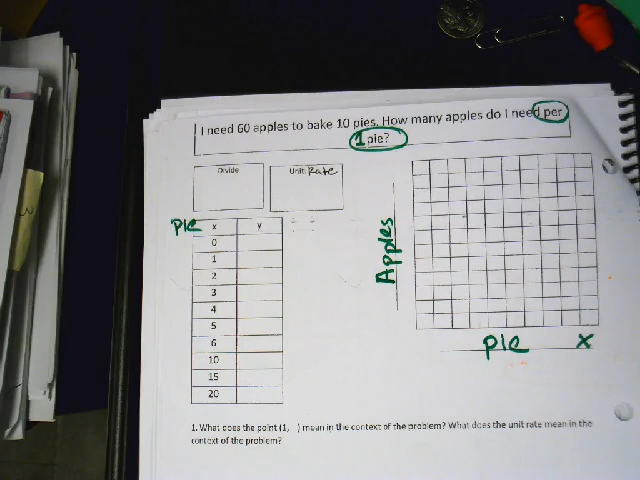 I need 60 apples to bake 10 pies. How many apples do I need per
1 pie?
Divide
Unit Rate
pie x y
0
1
2
3
4
5
6
10
15
20
Apples
pie x
1. What does the point (1, ) mean in the context of the problem? What does the unit rate mean in the
context of the problem?